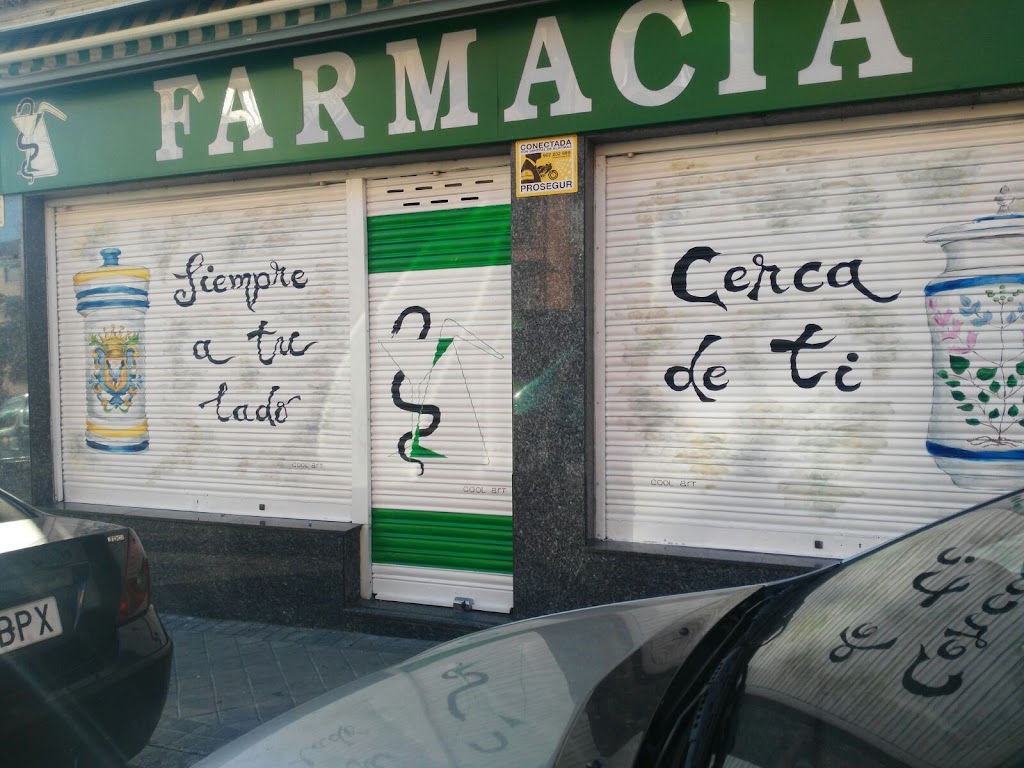 FARMACIA
CONECTADA
PROSEGUR
Siempre
a tu
lado
COOL art
COOL art
Cerca
de ti
COOL art
BPX